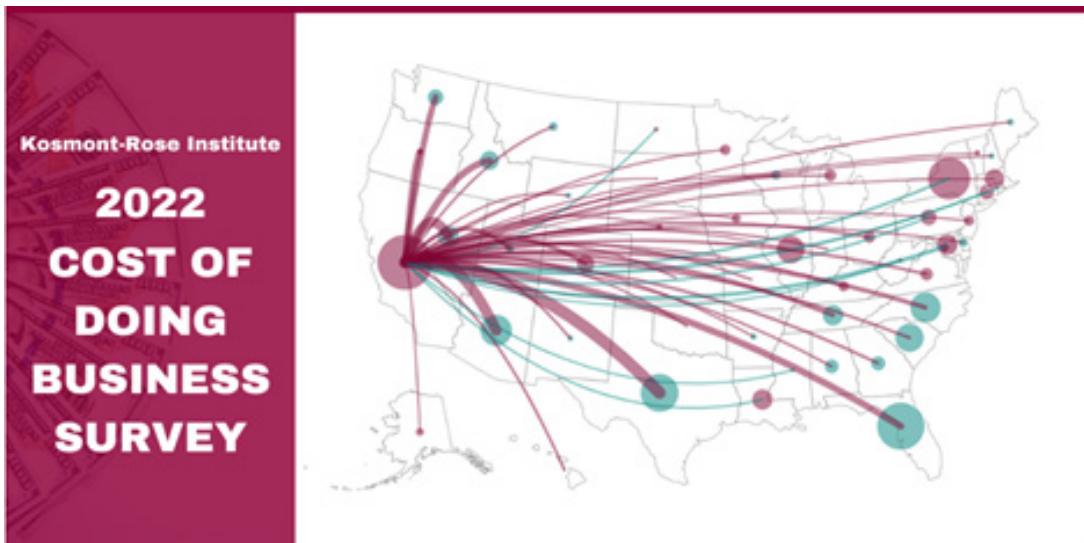 Kosmont-Rose Institute
2022
COST OF
DOING
BUSINESS
SURVEY